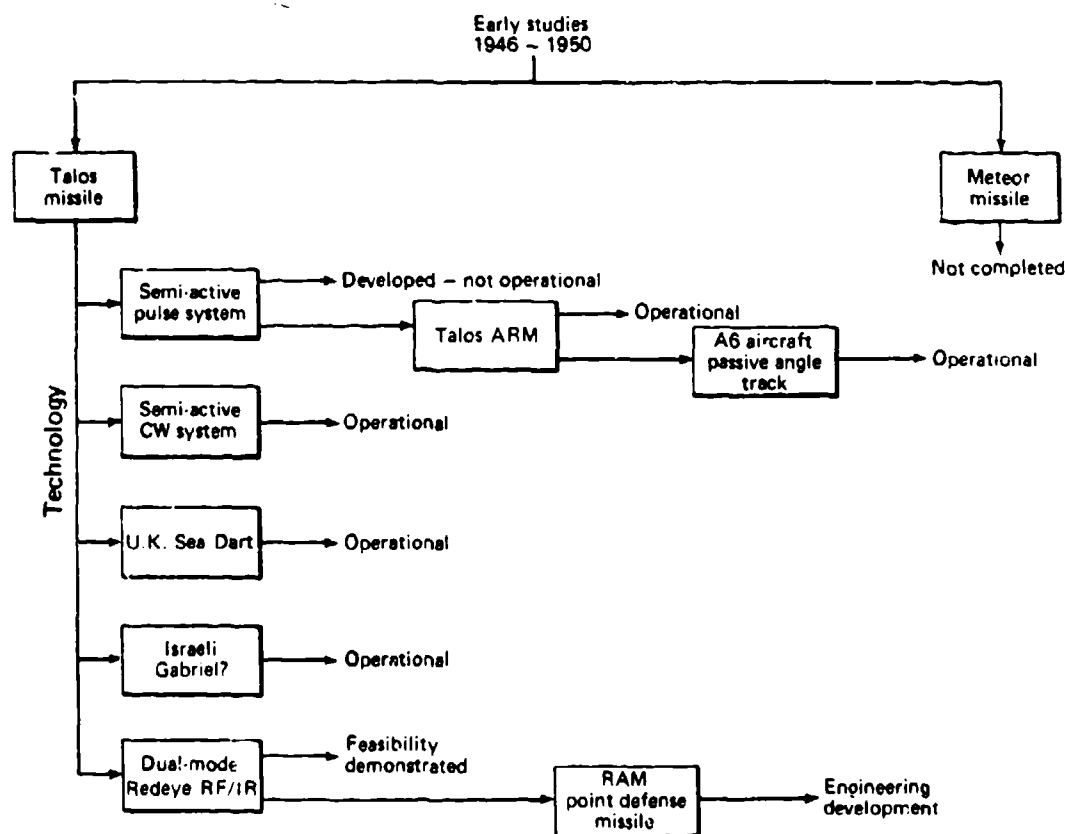 Early studies
1946 ~ 1950
Talos
missile
Meteor
missile
Not completed
Semi-active
pulse system
Developed – not operational
Talos ARM
Operational
A6 aircraft
passive angle
track
Operational
Technology
Semi-active
CW system
Operational
U.K. Sea Dart
Operational
Israeli
Gabriel?
Operational
Dual-mode
Redeye RF/IR
Feasibility
demonstrated
RAM
point defense
missile
Engineering
development